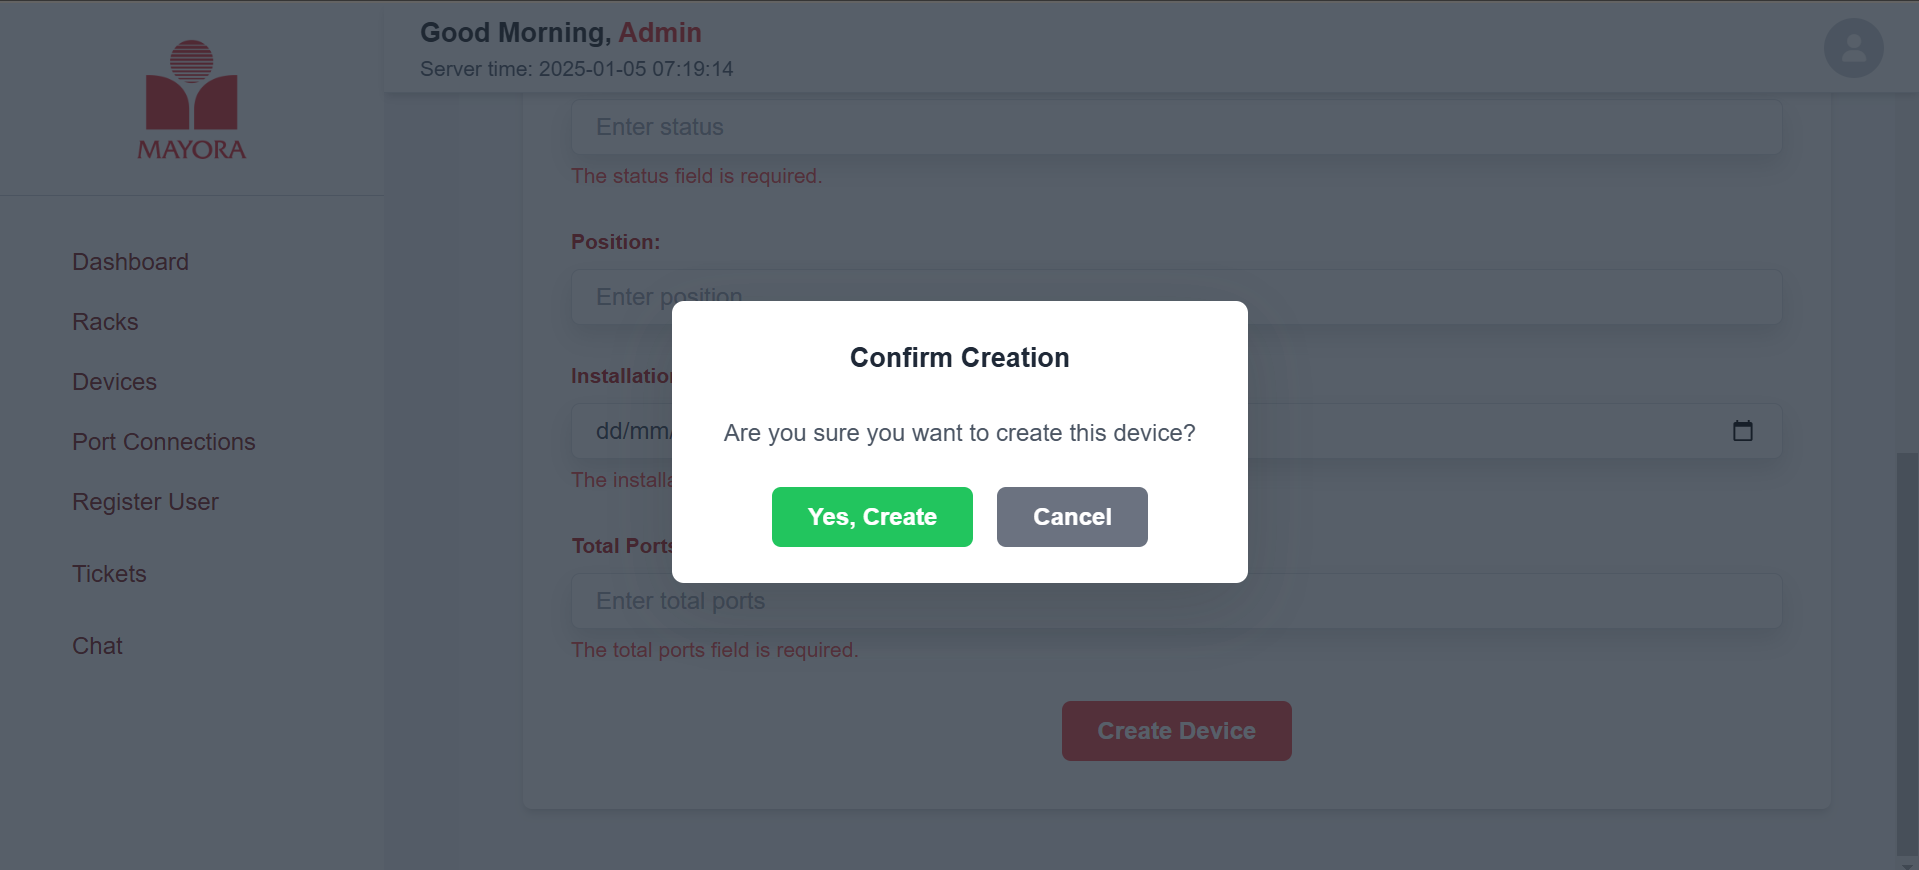 MAYORA
Dashboard
Racks
Devices
Port Connections
Register User
Tickets
Chat
Good Morning, Admin
Server time: 2025-01-05 07:19:14
Enter status
The status field is required.
Position:
Enter position
Installation
dd/mm/
The installa
Total Ports
Enter total ports
The total ports field is required.
Create Device
Confirm Creation
Are you sure you want to create this device?
Yes, Create
Cancel